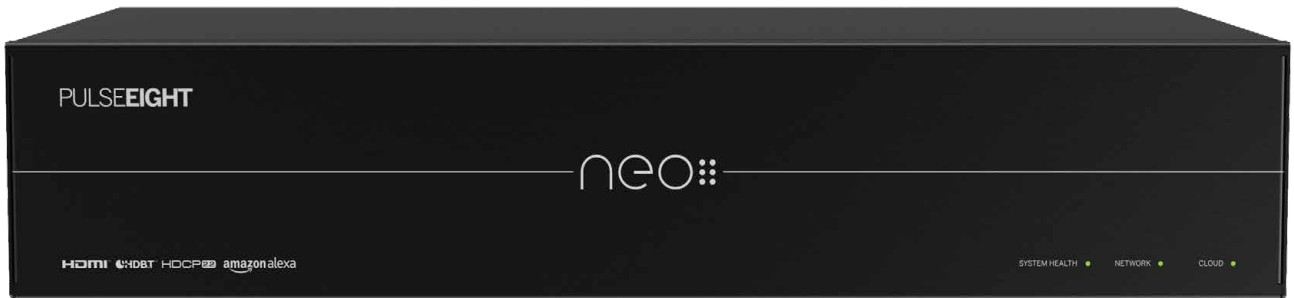 PULSEEIGHT
neo
HDMI HDBT HDCP 2.2 amazon alexa
SYSTEM HEALTH NETWORK CLOUD